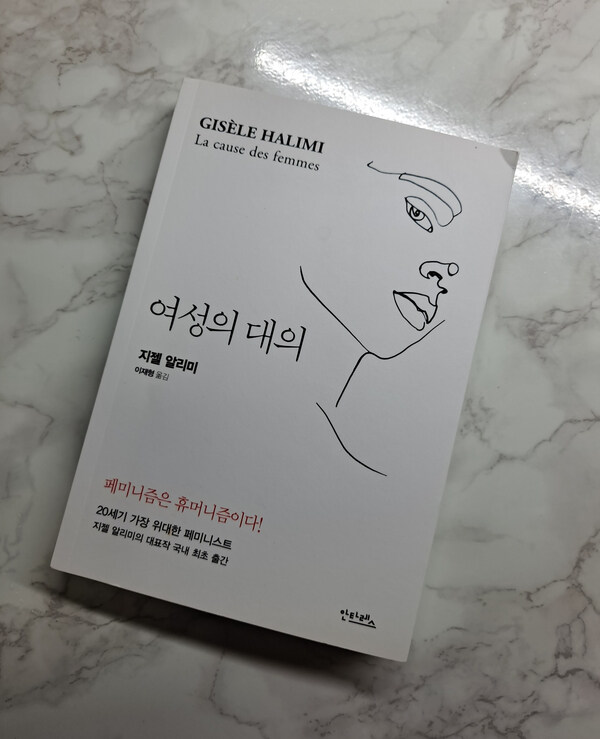 GISÈLE HALIMI
La cause des femmes
여성의 대의
지젤 알리미
이재형 옮김
페미니즘은 휴머니즘이다!
20세기 가장 위대한 페미니스트
지젤 알리미의 대표작 국내 최초 출간
안타레스